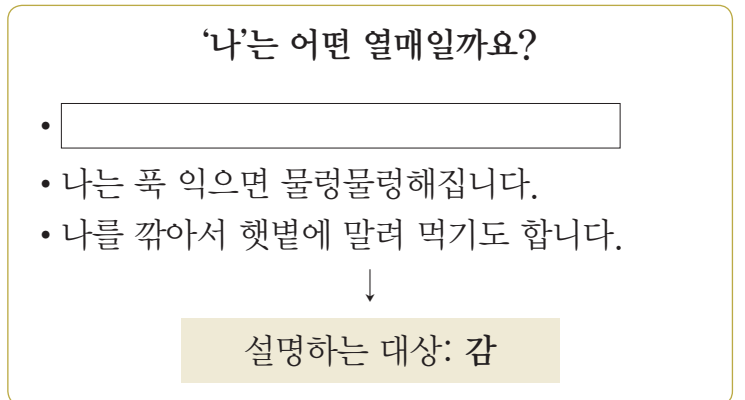 ‘나’는 어떤 열매일까요?
•
• 나는 푹 익으면 물렁물렁해집니다.
• 나를 깎아서 햇볕에 말려 먹기도 합니다.
↓
설명하는 대상: 감